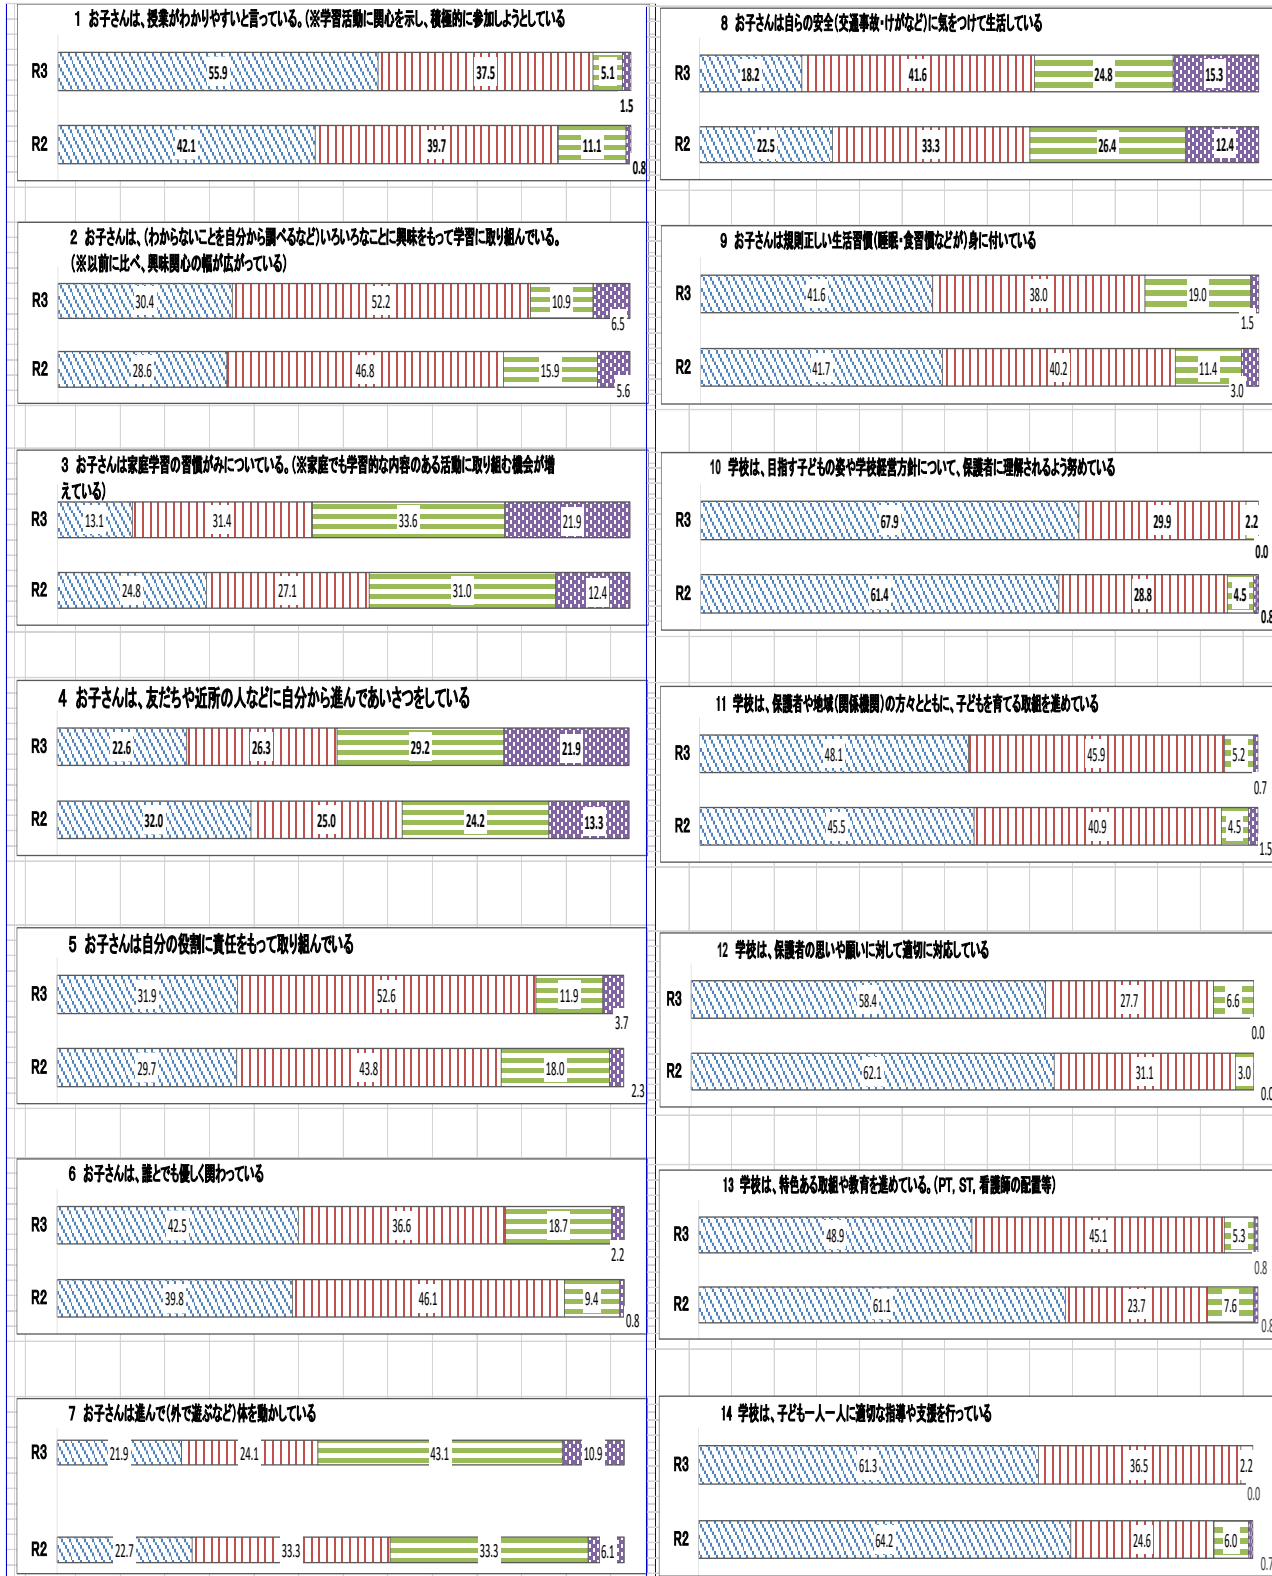 1 お子さんは、授業がわかりやすいと言っている。(※学習活動に関心を示し、積極的に参加しようとしている
R3 55.9 37.5 5.1 1.5
R2 42.1 39.7 11.1 0.8
2 お子さんは、(わからないことを自分から調べるなど)いろいろなことに興味をもって学習に取り組んでいる。
(※以前に比べ、興味関心の幅が広がっている)
R3 30.4 52.2 10.9 6.5
R2 28.6 46.8 15.9 5.6
3 お子さんは家庭学習の習慣がみについている。(※家庭でも学習的な内容のある活動に取り組む機会が増
えている)
R3 13.1 31.4 33.6 21.9
R2 24.8 27.1 31.0 12.4
4 お子さんは、友だちや近所の人などに自分から進んであいさつをしている
R3 22.6 26.3 29.2 21.9
R2 32.0 25.0 24.2 13.3
5 お子さんは自分の役割に責任をもって取り組んでいる
R3 31.9 52.6 11.9 3.7
R2 29.7 43.8 18.0 2.3
6 お子さんは、誰とでも優しく関わっている
R3 42.5 36.6 18.7 2.2
R2 39.8 46.1 9.4 0.8
7 お子さんは進んで(外で遊ぶなど)体を動かしている
R3 21.9 24.1 43.1 10.9
R2 22.7 33.3 33.3 6.1
8 お子さんは自らの安全(交通事故・けがなど)に気をつけて生活している
R3 18.2 41.6 24.8 15.3
R2 22.5 33.3 26.4 12.4
9 お子さんは規則正しい生活習慣(睡眠・食習慣などが)身に付いている
R3 41.6 38.0 19.0 1.5
R2 41.7 40.2 11.4 3.0
10 学校は、目指す子どもの姿や学校経営方針について、保護者に理解されるよう努めている
R3 67.9 29.9 2.2 0.0
R2 61.4 28.8 4.5 0.8
11 学校は、保護者や地域(関係機関)の方々とともに、子どもを育てる取組を進めている
R3 48.1 45.9 5.2 0.7
R2 45.5 40.9 4.5 1.5
12 学校は、保護者の思いや願いに対して適切に対応している
R3 58.4 27.7 6.6 0.0
R2 62.1 31.1 3.0 0.0
13 学校は、特色ある取組や教育を進めている。(PT, ST, 看護師の配置等)
R3 48.9 45.1 5.3 0.8
R2 61.1 23.7 7.6 0.8
14 学校は、子ども一人一人に適切な指導や支援を行っている
R3 61.3 36.5 2.2 0.0
R2 64.2 24.6 6.0 0.7